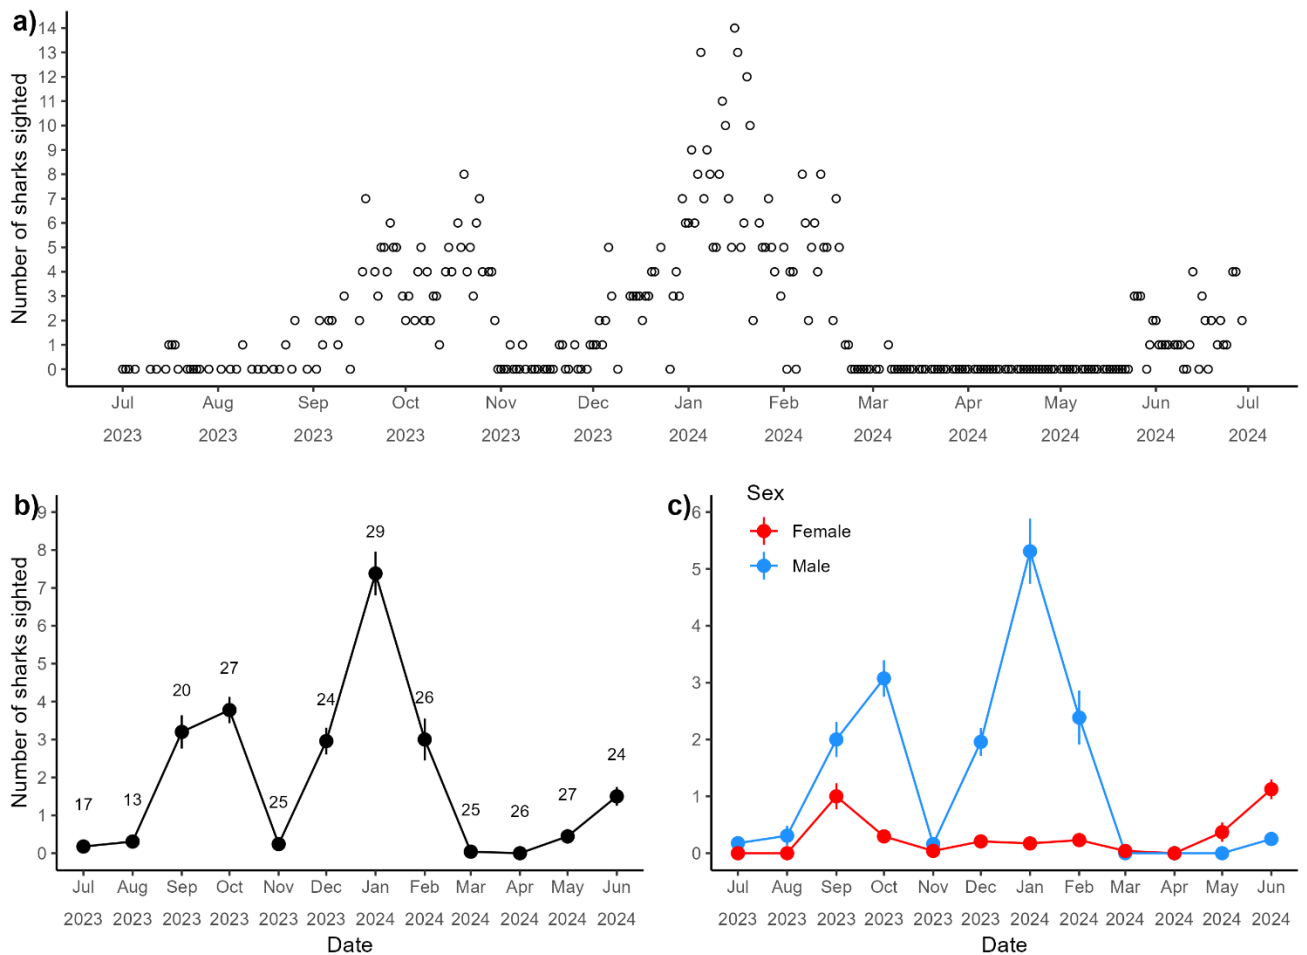 a)
Number of sharks sighted
14
13
12
11
10
9
8
7
6
5
4
3
2
1
0
Jul Aug Sep Oct Nov Dec Jan Feb Mar Apr May Jun Jul
2023 2023 2023 2023 2023 2023 2024 2024 2024 2024 2024 2024 2024
b)
Number of sharks sighted
9
8
7
6
5
4
3
2
1
0
17 13 20 27 25 24 29 26 25 26 27 24
Jul Aug Sep Oct Nov Dec Jan Feb Mar Apr May Jun
2023 2023 2023 2023 2023 2023 2024 2024 2024 2024 2024 2024
Date
c)
Sex
Female
Male
6
5
4
3
2
1
0
Jul Aug Sep Oct Nov Dec Jan Feb Mar Apr May Jun
2023 2023 2023 2023 2023 2023 2024 2024 2024 2024 2024 2024
Date